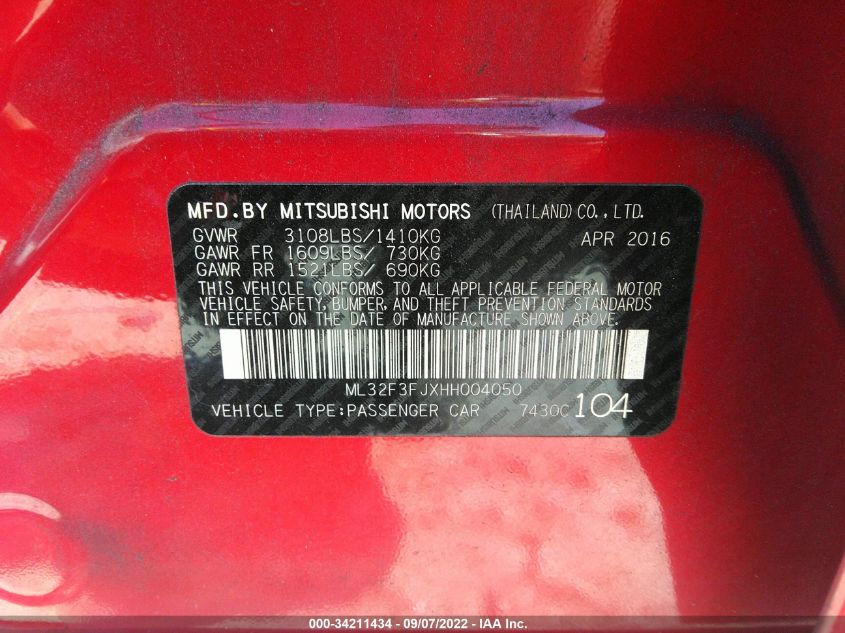 MFD.BY MITSUBISHI MOTORS (THAILAND) CO.,LTD.
GVWR 3108LBS/1410KG APR 2016
GAWR FR 1609LBS/ 730KG
GAWR RR 1521LBS/ 690KG
THIS VEHICLE CONFORMS TO ALL APPLICABLE FEDERAL MOTOR
VEHICLE SAFETY, BUMPER, AND THEFT PREVENTION STANDARDS
IN EFFECT ON THE DATE OF MANUFACTURE SHOWN ABOVE.
ML32F3FJXHH004050
VEHICLE TYPE:PASSENGER CAR 7430C 104
000-34211434 - 09/07/2022 - IAA Inc.